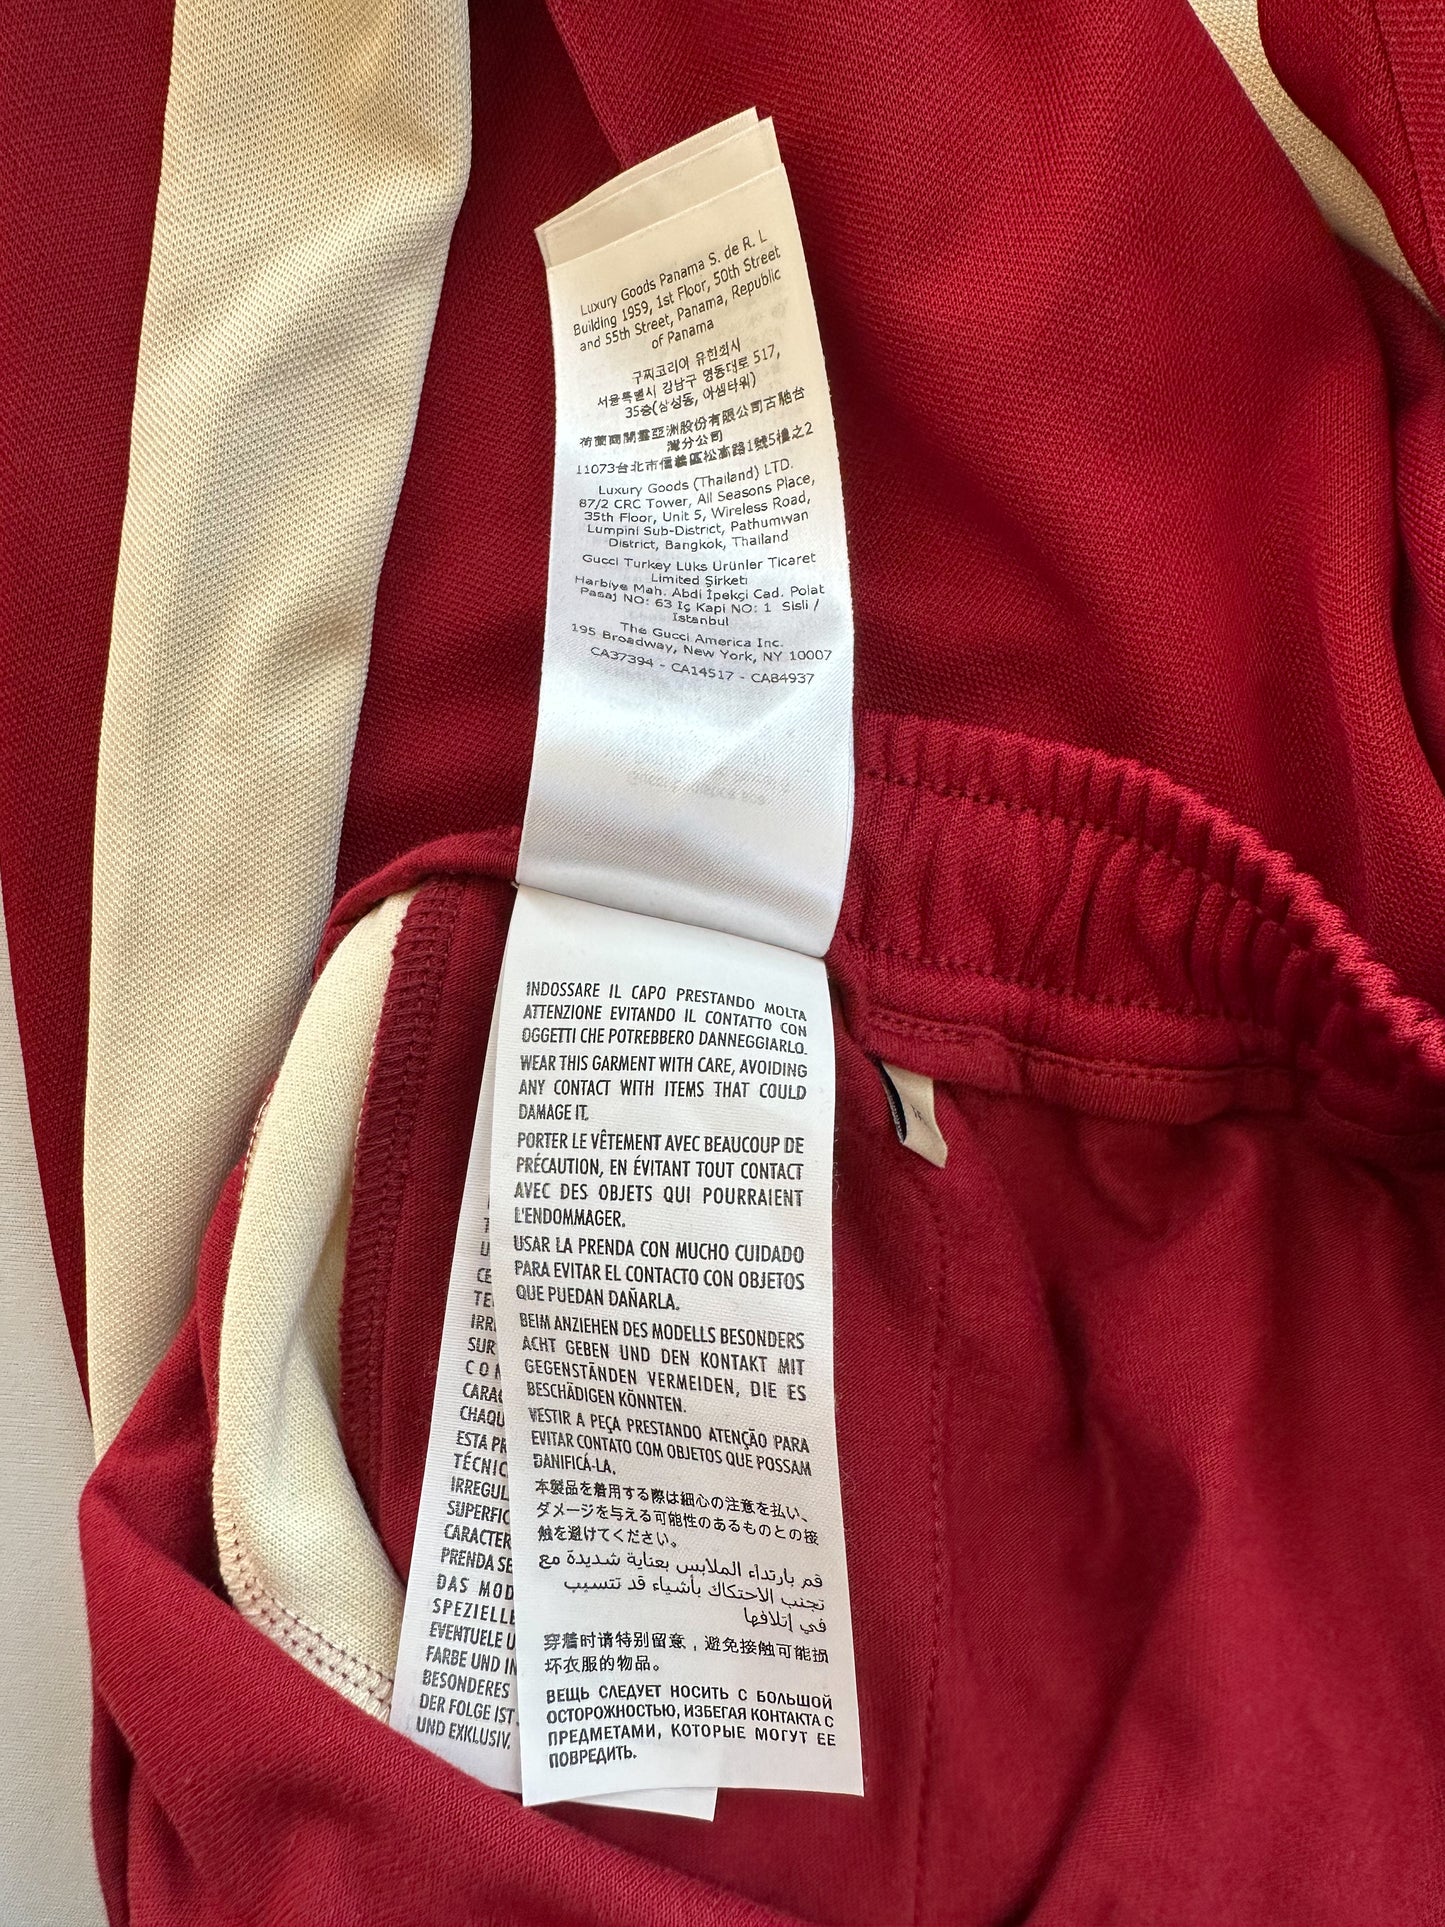 Luxury Goods Panama S. de R. L
Building 1959, 1st Floor, 50th Street
and 55th Street, Panama, Republic
of Panama
구찌코리아 유한회사
서울특별시 강남구 영동대로 517,
35층(삼성동, 아셈타워)
荷蘭商開雲亞洲股份有限公司古馳台
灣分公司
11073台北市信義區松高路1號5樓之2
Luxury Goods (Thailand) LTD.
87/2 CRC Tower, All Seasons Place,
35th Floor, Unit 5, Wireless Road,
Lumpini Sub-District, Pathumwan
District, Bangkok, Thailand
Gucci Turkey Lüks Ürünler Ticaret
Limited Şirketi
Harbiye Mah. Abdi İpekçi Cad. Polat
Pasaj NO: 63 İç Kapi NO: 1 Sisli /
İstanbul
The Gucci America Inc.
195 Broadway, New York, NY 10007
CA37394 - CA14517 - CA84937
INDOSSARE IL CAPO PRESTANDO MOLTA
ATTENZIONE EVITANDO IL CONTATTO CON
OGGETTI CHE POTREBBERO DANNEGGIARLO.
WEAR THIS GARMENT WITH CARE, AVOIDING
ANY CONTACT WITH ITEMS THAT COULD
DAMAGE IT.
PORTER LE VÊTEMENT AVEC BEAUCOUP DE
PRÉCAUTION, EN ÉVITANT TOUT CONTACT
AVEC DES OBJETS QUI POURRAIENT
L'ENDOMMAGER.
USAR LA PRENDA CON MUCHO CUIDADO
PARA EVITAR EL CONTACTO CON OBJETOS
QUE PUEDAN DAÑARLA.
BEIM ANZIEHEN DES MODELLS BESONDERS
ACHT GEBEN UND DEN KONTAKT MIT
GEGENSTÄNDEN VERMEIDEN, DIE ES
BESCHÄDIGEN KÖNNTEN.
VESTIR A PEÇA PRESTANDO ATENÇÃO PARA
EVITAR CONTATO COM OBJETOS QUE POSSAM
DANIFICÁ-LA.
本製品を着用する際は細心の注意を払い、
ダメージを与える可能性のあるものとの接
触を避けてください。
قم بارتداء الملابس بعناية شديدة مع
تجنب الاحتكاك بأشياء قد تتسبب
في إتلافها
穿着时请特别留意，避免接触可能损
坏衣服的物品。
ВЕЩЬ СЛЕДУЕТ НОСИТЬ С БОЛЬШОЙ
ОСТОРОЖНОСТЬЮ, ИЗБЕГАЯ КОНТАКТА С
ПРЕДМЕТАМИ, КОТОРЫЕ МОГУТ ЕЕ
ПОВРЕДИТЬ.
SUR
ESTA
PRENDA
DAS
FARBE UND
BESONDERES
DER FOLGE IST
UND EXKLUSIV.